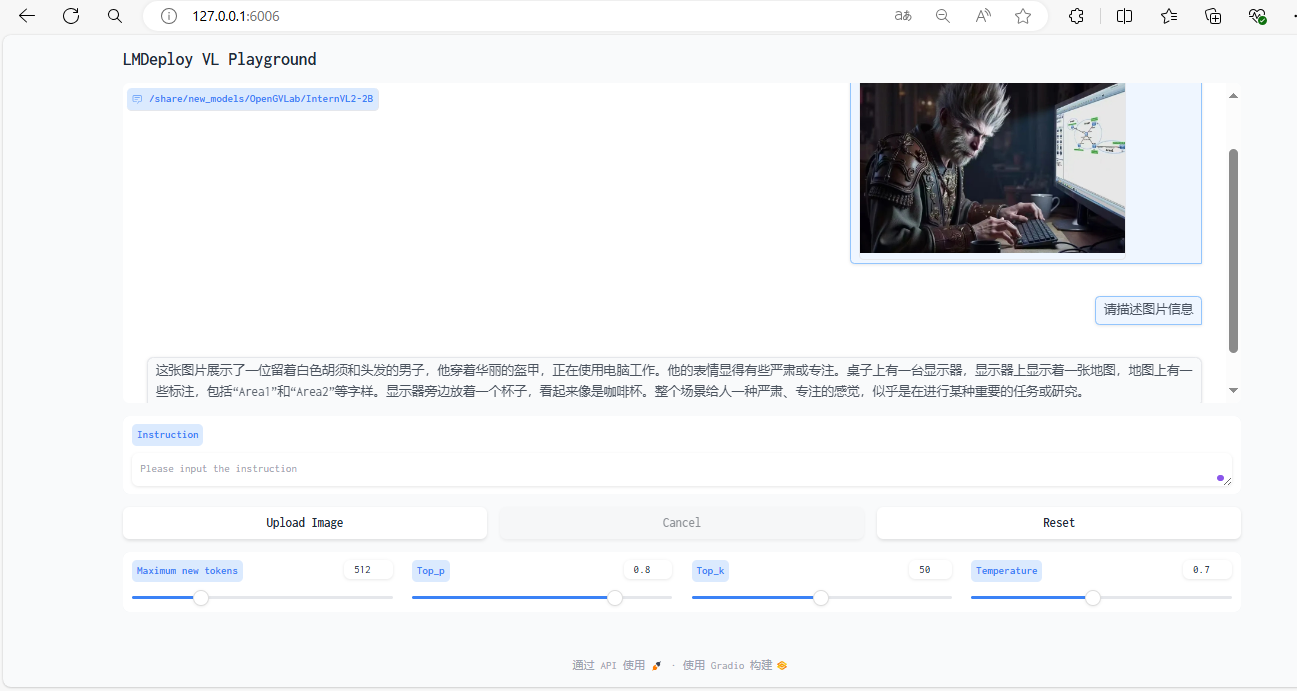 127.0.0.1:6006
LMDeploy VL Playground
/share/new_models/OpenGVLab/InternVL2-2B
请描述图片信息
这张图片展示了一位留着白色胡须和头发的男子，他穿着华丽的盔甲，正在使用电脑工作。他的表情显得有些严肃或专注。桌子上有一台显示器，显示器上显示着一张地图，地图上有一
些标注，包括“Area1”和“Area2”等字样。显示器旁边放着一个杯子，看起来像是咖啡杯。整个场景给人一种严肃、专注的感觉，似乎是在进行某种重要的任务或研究。
Instruction
Please input the instruction
Upload Image
Cancel
Reset
Maximum new tokens 512
Top_p 0.8
Top_k 50
Temperature 0.7
通过 API 使用 · 使用 Gradio 构建